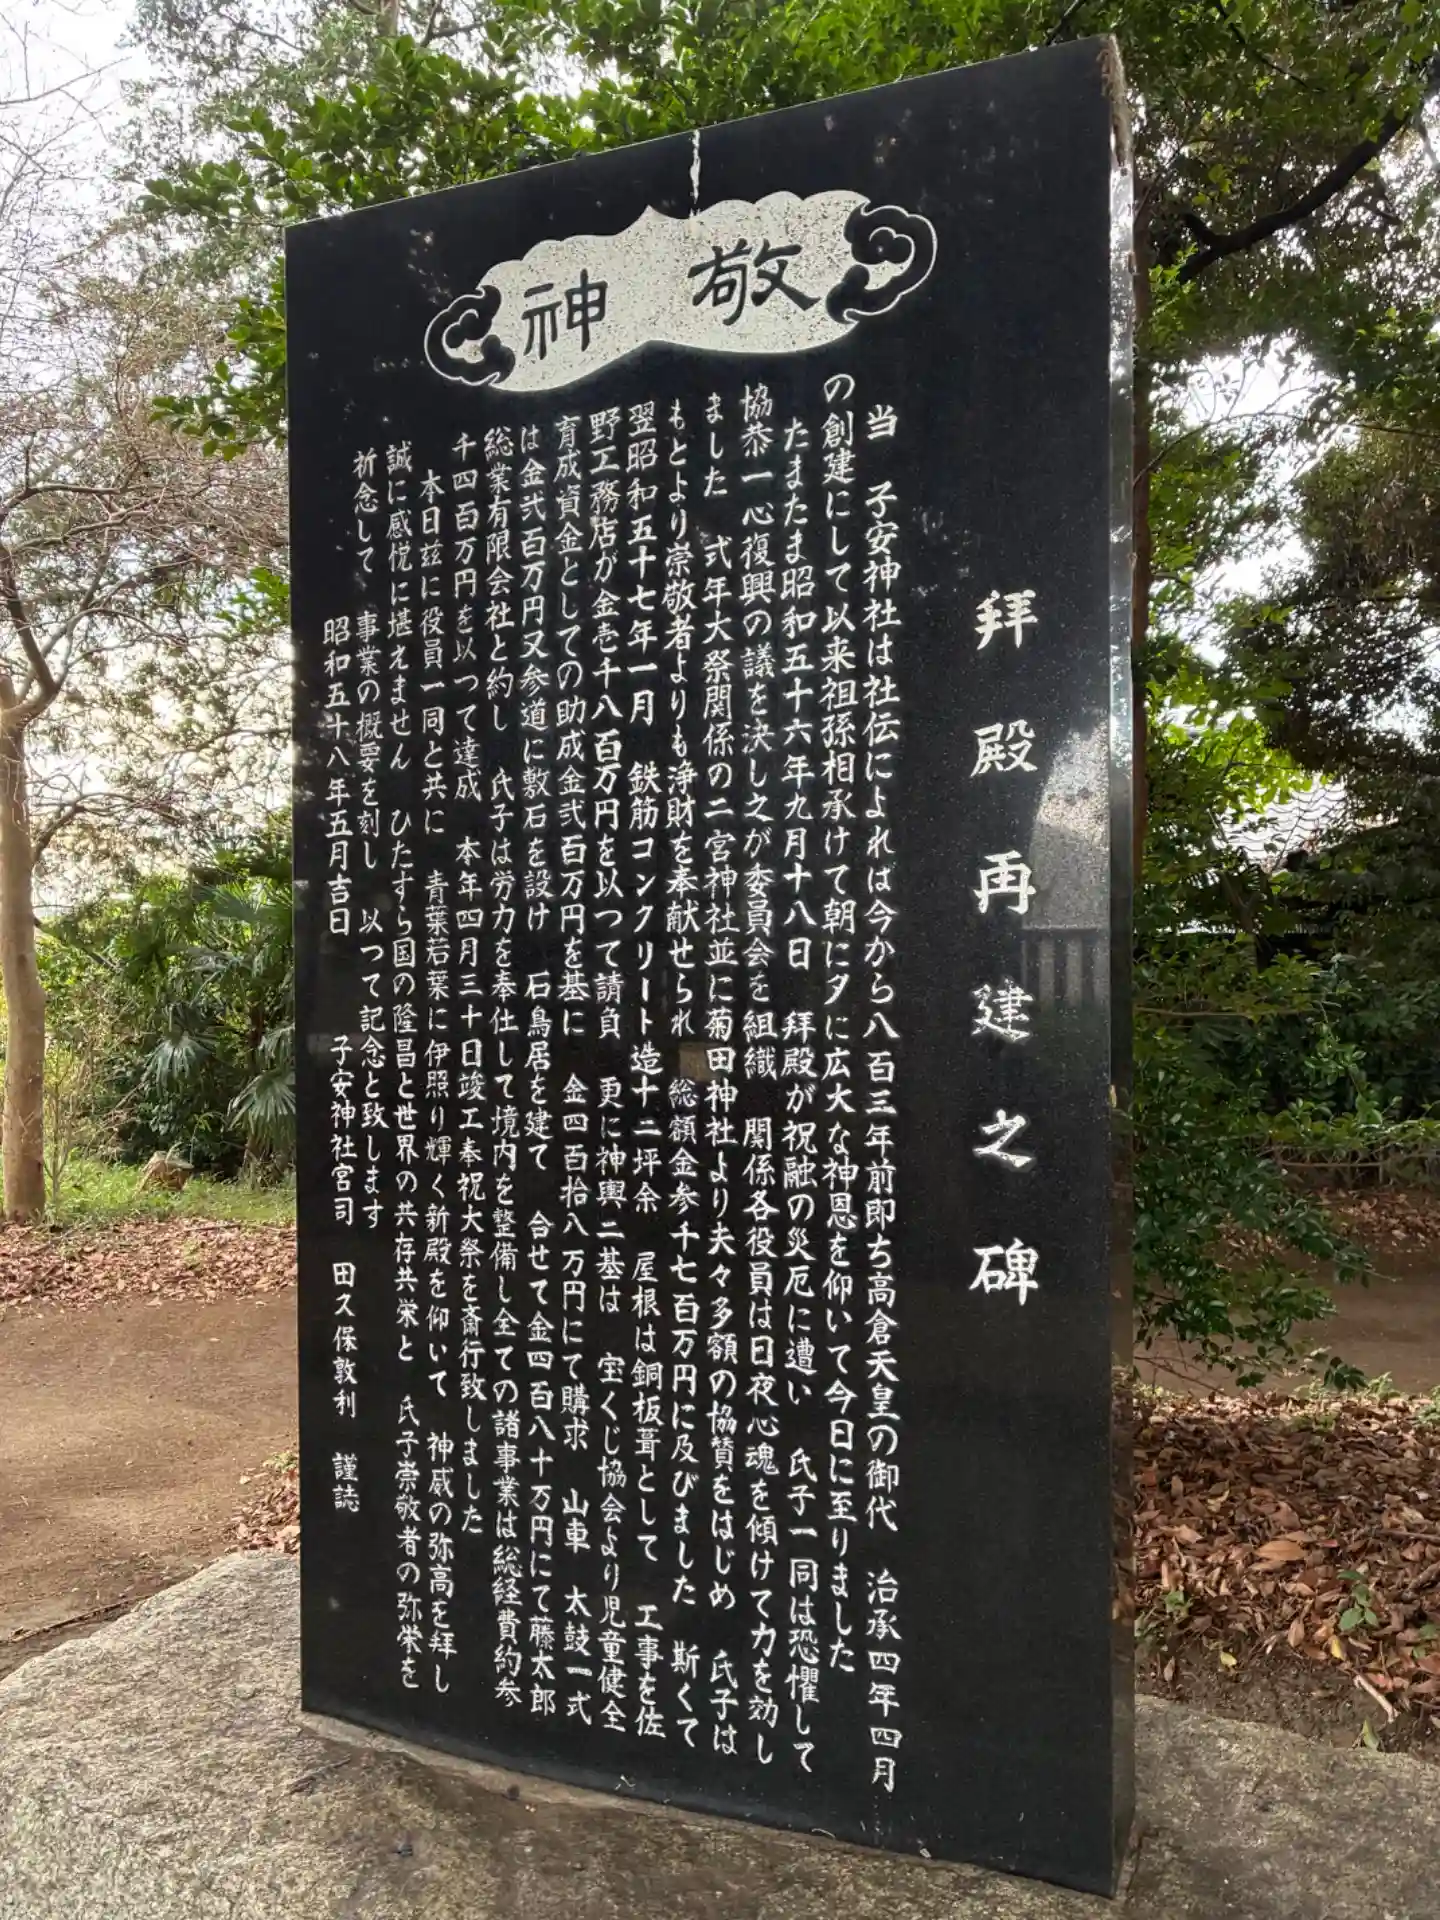 敬神
拝殿再建之碑
当 子安神社は社伝によれば今から八百三年前即ち高倉天皇の御代 治承四年四月
の創建にして以来祖孫相承けて朝に夕に広大な神恩を仰いで今日に至りました
たまたま昭和五十六年九月十八日 拝殿が祝融の災厄に遭い 氏子一同は恐懼して
協恭一心復興の議を決し之が委員会を組織 関係各役員は日夜心魂を傾けて力を効し
ました 式年大祭関係の二宮神社並に菊田神社より夫々多額の協賛をはじめ 氏子は
もとより崇敬者よりも浄財を奉献せられ 総額金参千七百万円に及びました 斯くて
翌昭和五十七年一月 鉄筋コンクリート造十二坪余 屋根は銅板葺として 工事を佐
野工務店が金壱千八百万円を以つて請負 更に神輿二基は 宝くじ協会より児童健全
育成資金としての助成金弐百万円を基に 金四百拾八万円にて購求 山車 太鼓一式
は金弐百万円又参道に敷石を設け 石鳥居を建て 合せて金四百八十万円にて藤太郎
総業有限会社と約し 氏子は労力を奉仕して境内を整備し全ての諸事業は総経費約参
千四百万円を以つて達成 本年四月三十日竣工奉祝大祭を斎行致しました
本日玆に役員一同と共に 青葉若葉に伊照り輝く新殿を仰いて 神威の弥高を拝し
誠に感悦に堪えません ひたすら国の隆昌と世界の共存共栄と 氏子崇敬者の弥栄を
祈念して 事業の概要を刻し 以つて記念と致します
昭和五十八年五月吉日 子安神社宮司 田久保敦利 謹誌